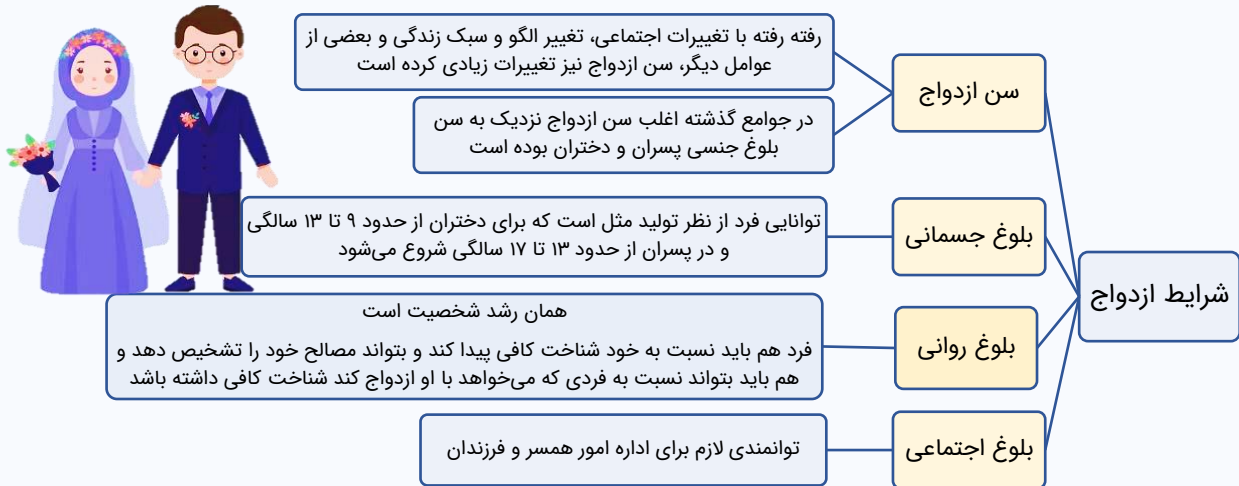 شرایط ازدواج
سن ازدواج
رفته رفته با تغییرات اجتماعی، تغییر الگو و سبک زندگی و بعضی از
عوامل دیگر، سن ازدواج نیز تغییرات زیادی کرده است
در جوامع گذشته اغلب سن ازدواج نزدیک به سن
بلوغ جنسی پسران و دختران بوده است
بلوغ جسمانی
توانایی فرد از نظر تولید مثل است که برای دختران از حدود ۹ تا ۱۳ سالگی
و در پسران از حدود ۱۳ تا ۱۷ سالگی شروع می‌شود
بلوغ روانی
همان رشد شخصیت است
فرد هم باید نسبت به خود شناخت کافی پیدا کند و بتواند مصالح خود را تشخیص دهد و
هم باید بتواند نسبت به فردی که می‌خواهد با او ازدواج کند شناخت کافی داشته باشد
بلوغ اجتماعی
توانمندی لازم برای اداره امور همسر و فرزندان